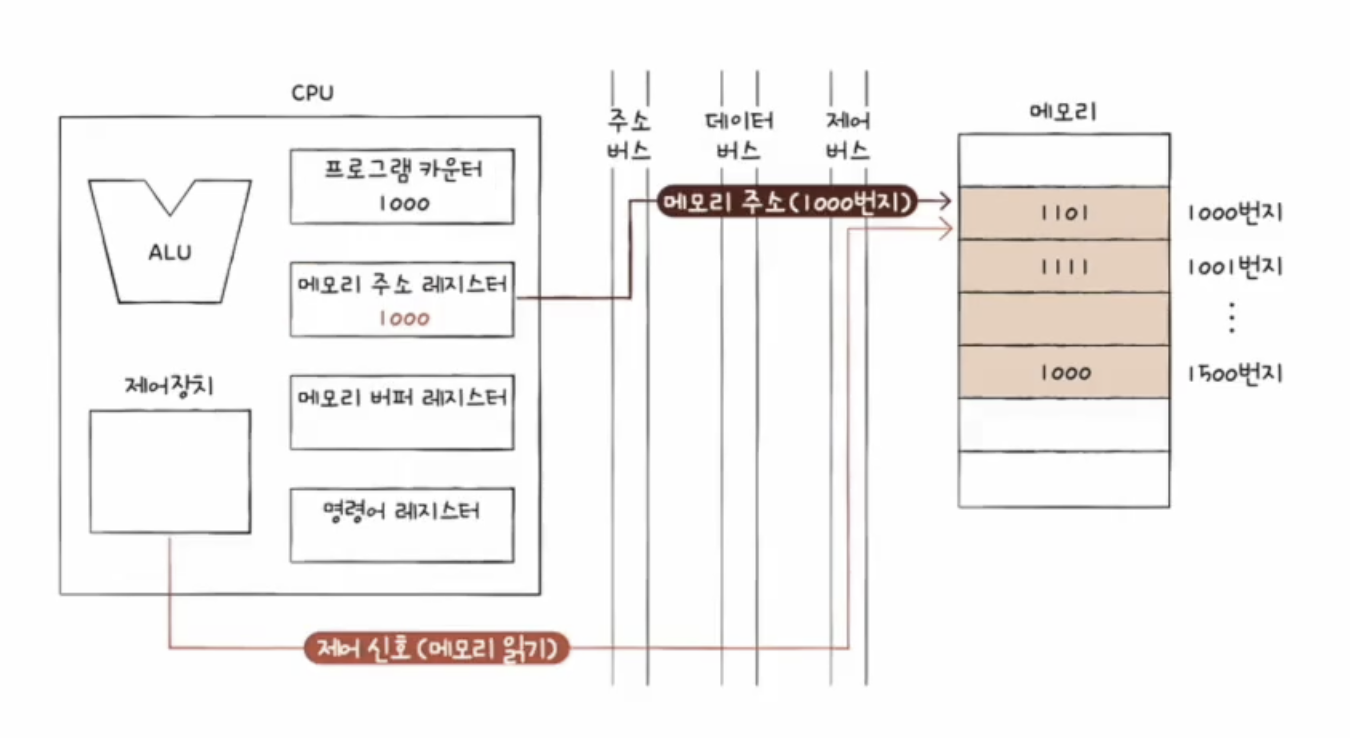 CPU
ALU
제어장치
프로그램 카운터
1000
메모리 주소 레지스터
1000
메모리 버퍼 레지스터
명령어 레지스터
주소
버스
데이터
버스
제어
버스
메모리 주소(1000번지)
제어 신호(메모리 읽기)
메모리
1101
1000번지
1111
1001번지
⋮
1000
1500번지